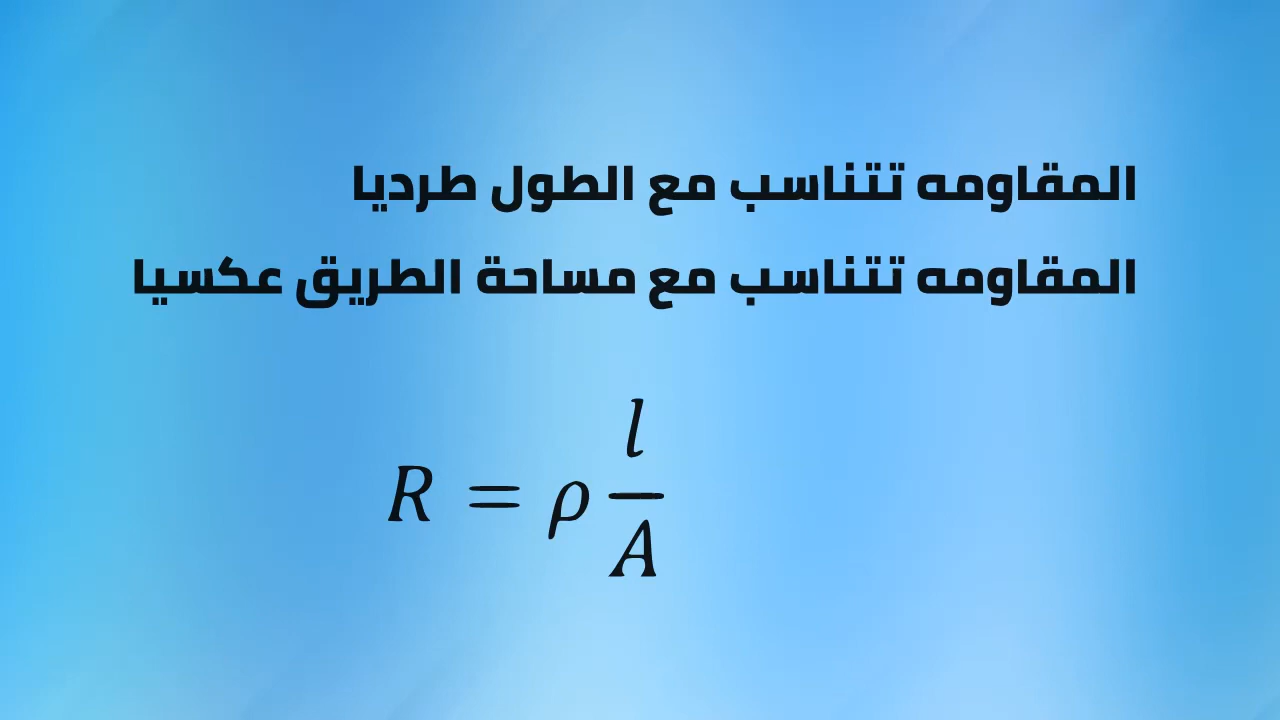 المقاومه تتناسب مع الطول طرديا
المقاومه تتناسب مع مساحة الطريق عكسيا
R = ρ l/A